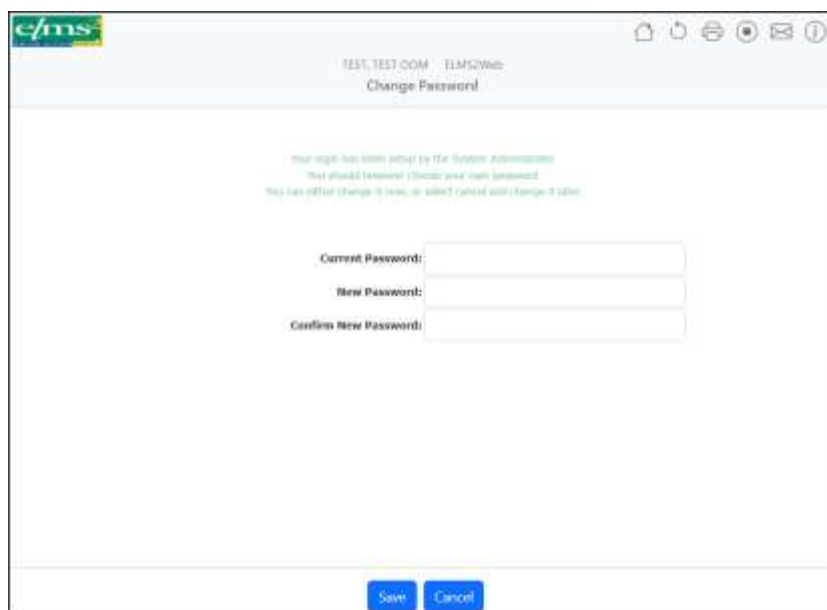 elms2
TEST, TEST OOM ELMS2Web
Change Password
Your login has been setup by the System Administrator
You should however choose your own password
You can either change it now, or select cancel and change it later
Current Password:
New Password:
Confirm New Password:
Save Cancel